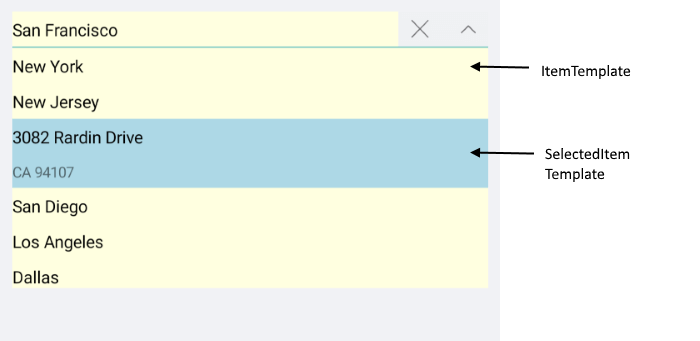 San Francisco
New York
ItemTemplate
New Jersey
3082 Rardin Drive
SelectedItem
Template
CA 94107
San Diego
Los Angeles
Dallas